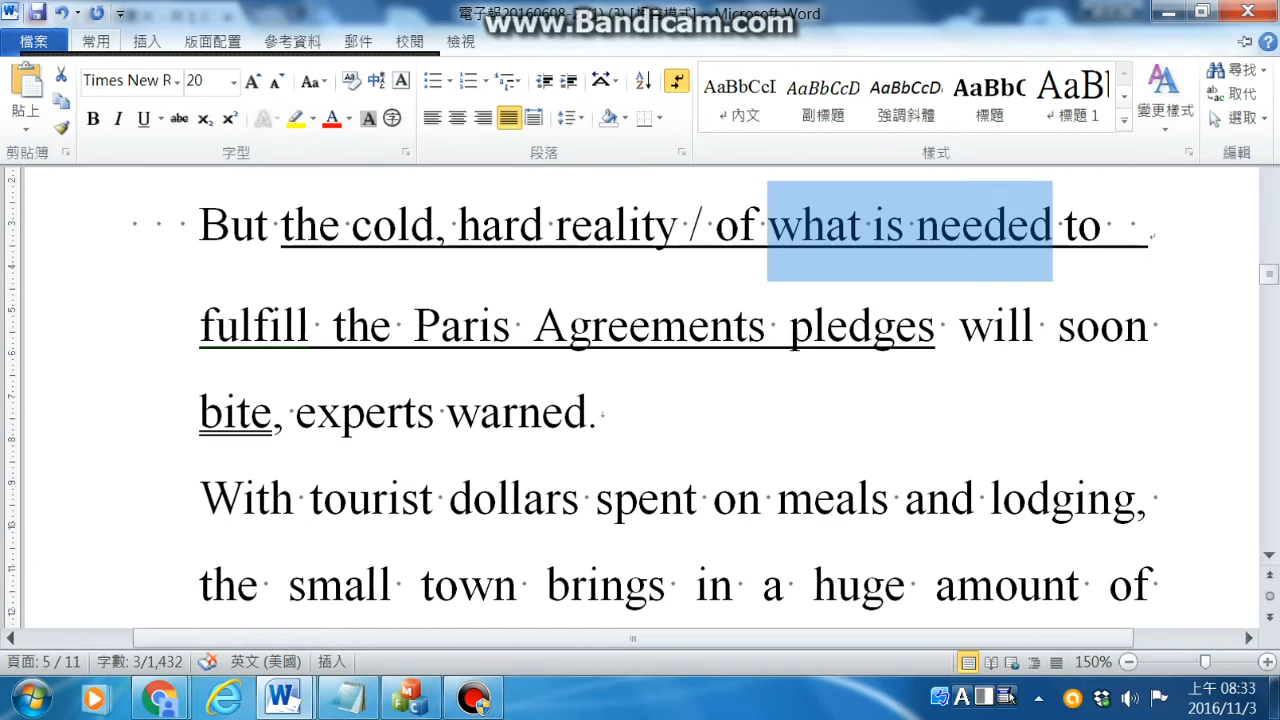 www.Bandicam.com
檔案 常用 插入 版面配置 參考資料 郵件 校閱 檢視
Times New R 20
貼上
AaBbCcI AaBbCcD AaBbCcD AaBbC AaBb
內文 副標題 強調斜體 標題 標題 1
變更樣式
尋找
取代
選取
剪貼簿 字型 段落 樣式 編輯
But the cold, hard reality / of what is needed to
fulfill the Paris Agreements pledges will soon
bite, experts warned.
With tourist dollars spent on meals and lodging,
the small town brings in a huge amount of
頁面: 5 / 11 字數: 3/1,432 英文 (美國) 插入 150%
上午 08:33
2016/11/3